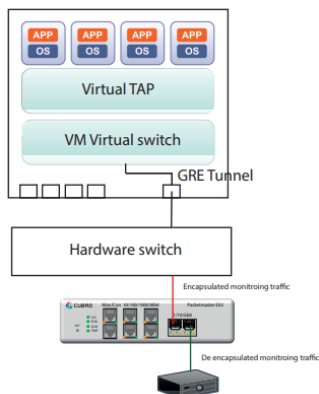 APP APP APP APP
OS OS OS OS
Virtual TAP
VM Virtual switch
GRE Tunnel
Hardware switch
Encapsulated monitroing traffic
CUBRO
Packetmaster EX2
De encapsulated monitroing traffic